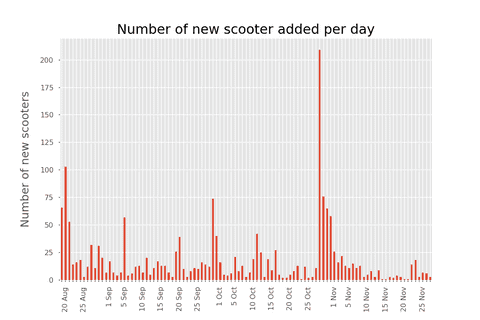 Number of new scooter added per day
Number of new scooters
200
175
150
125
100
75
50
25
0
20 Aug
25 Aug
1 Sep
5 Sep
10 Sep
15 Sep
20 Sep
25 Sep
1 Oct
5 Oct
10 Oct
15 Oct
20 Oct
25 Oct
1 Nov
5 Nov
10 Nov
15 Nov
20 Nov
25 Nov